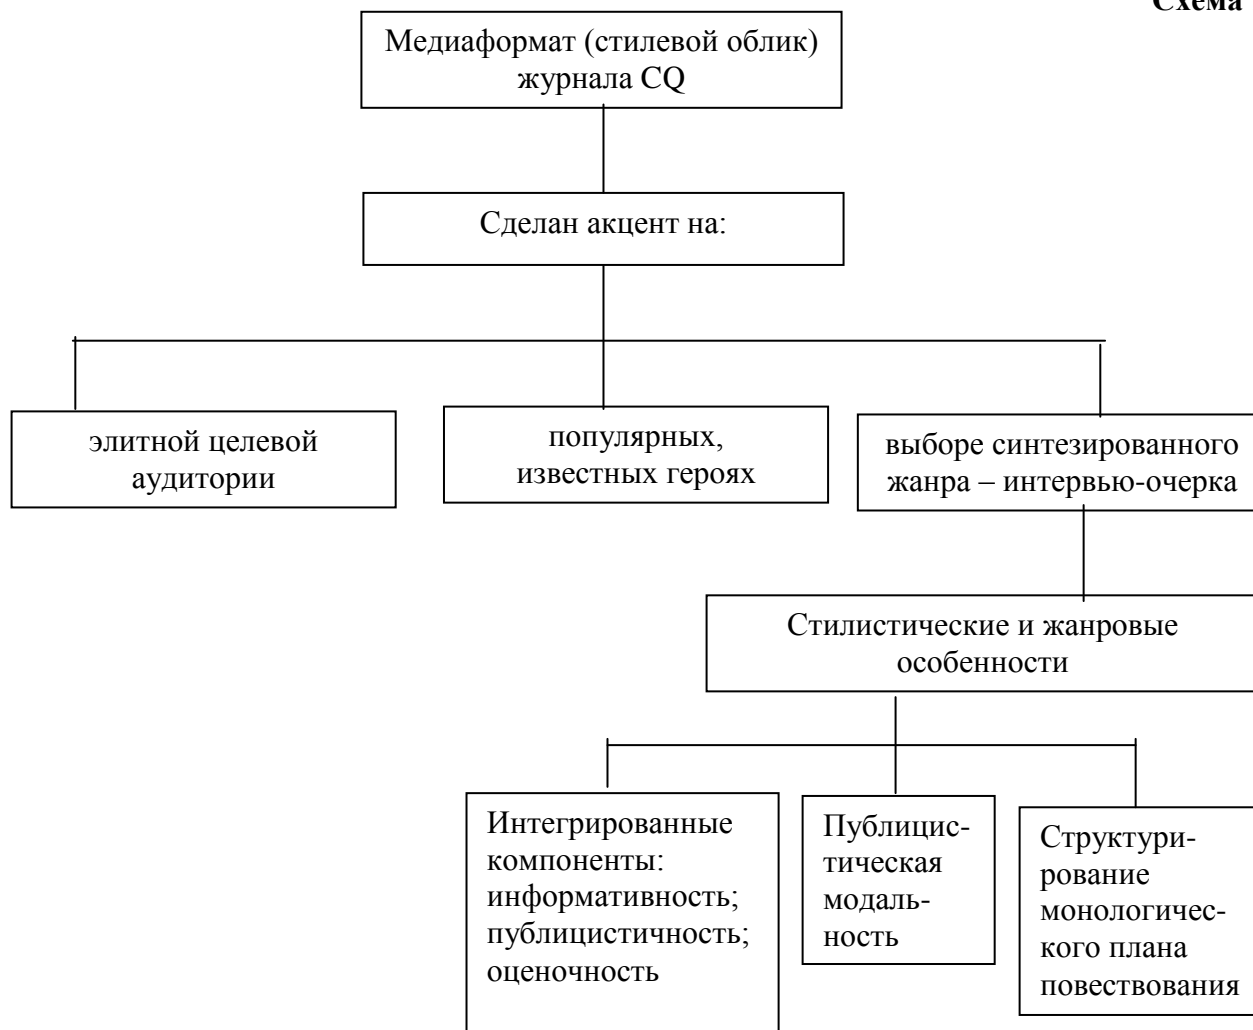 Схема
Медиаформат (стилевой облик)
журнала CQ
Сделан акцент на:
элитной целевой
аудитории
популярных,
известных героях
выборе синтезированного
жанра – интервью-очерка
Стилистические и жанровые
особенности
Интегрированные
компоненты:
информативность;
публицистичность;
оценочность
Публицис-
тическая
модаль-
ность
Структури-
рование
монологичес-
кого плана
повествования